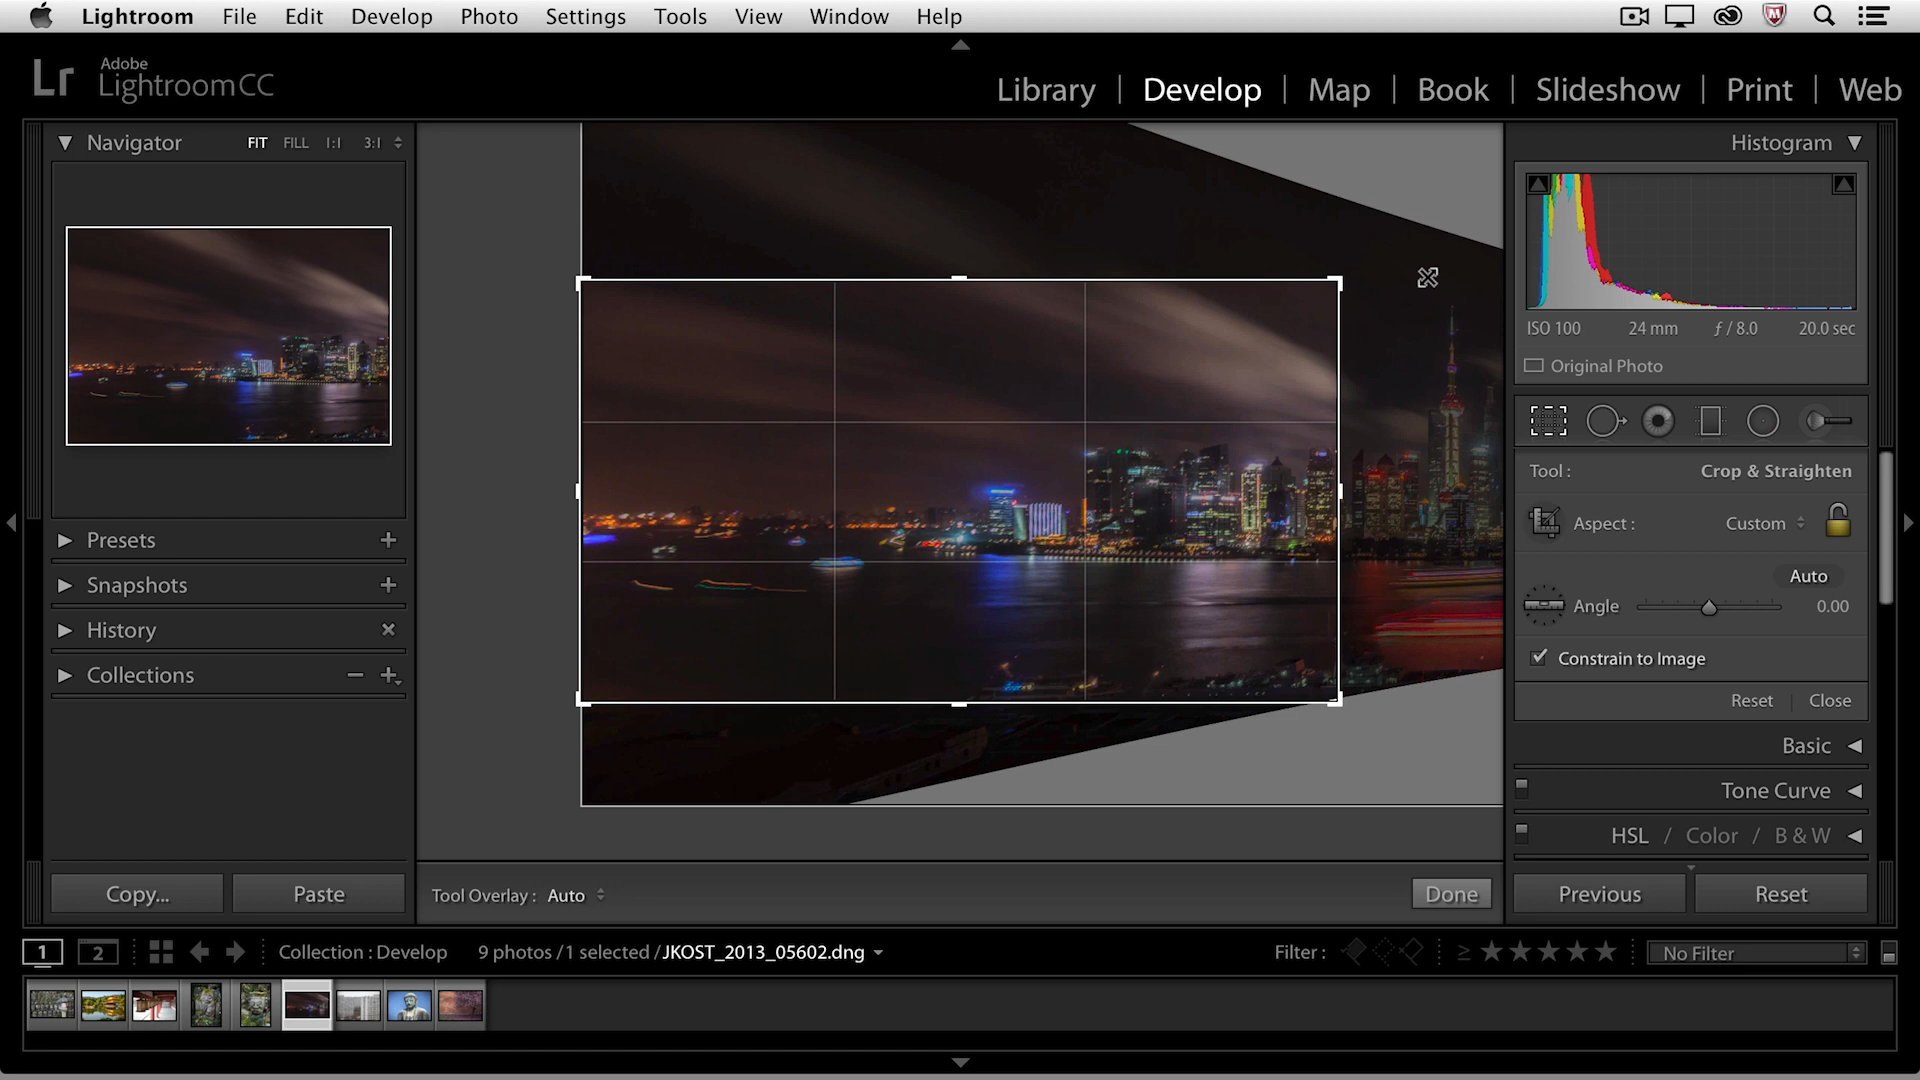 Lightroom File Edit Develop Photo Settings Tools View Window Help
Lr Adobe
Lightroom CC
Library | Develop | Map | Book | Slideshow | Print | Web
Navigator FIT FILL 1:1 3:1
Histogram
ISO 100 24 mm ƒ / 8.0 20.0 sec
Original Photo
Tool : Crop & Straighten
Aspect : Custom
Auto
Angle 0.00
Constrain to Image
Reset | Close
Basic
Tone Curve
HSL / Color / B & W
Presets
Snapshots
History
Collections
Copy... Paste
Tool Overlay : Auto Done
Previous Reset
1 2 Collection : Develop 9 photos / 1 selected / JKOST_2013_05602.dng Filter : ≥ ★★★★★ No Filter